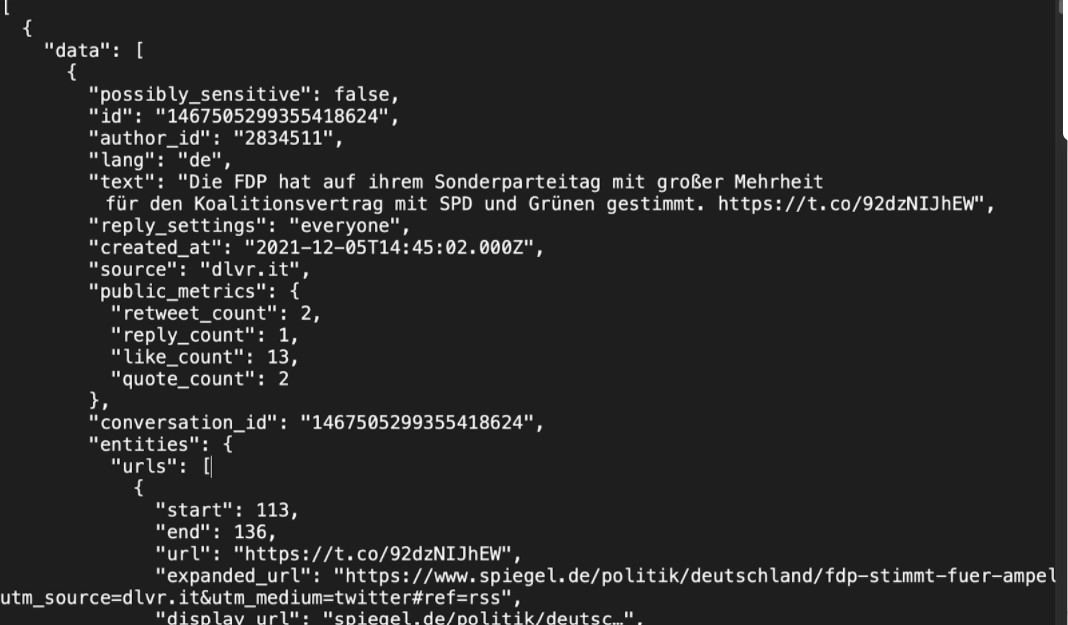 [
{
"data": [
{
"possibly_sensitive": false,
"id": "1467505299355418624",
"author_id": "2834511",
"lang": "de",
"text": "Die FDP hat auf ihrem Sonderparteitag mit großer Mehrheit
für den Koalitionsvertrag mit SPD und Grünen gestimmt. https://t.co/92dzNIJhEW",
"reply_settings": "everyone",
"created_at": "2021-12-05T14:45:02.000Z",
"source": "dlvr.it",
"public_metrics": {
"retweet_count": 2,
"reply_count": 1,
"like_count": 13,
"quote_count": 2
},
"conversation_id": "1467505299355418624",
"entities": {
"urls": [
{
"start": 113,
"end": 136,
"url": "https://t.co/92dzNIJhEW",
"expanded_url": "https://www.spiegel.de/politik/deutschland/fdp-stimmt-fuer-ampel
utm_source=dlvr.it&utm_medium=twitter#ref=rss",
"display_url": "spiegel.de/politik/deutsc…",